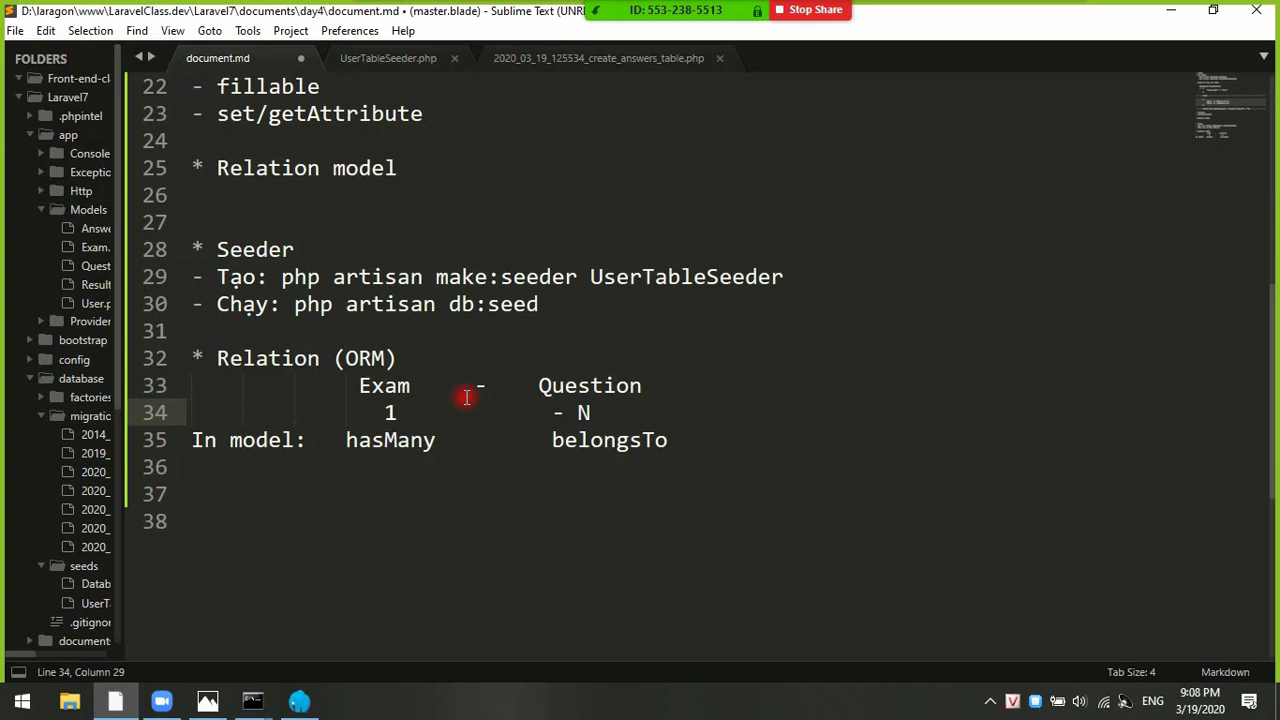 D:\laragon\www\LaravelClass.dev\Laravel7\documents\day4\document.md • (master.blade) - Sublime Text (UNRE
ID: 553-238-5513
Stop Share
File Edit Selection Find View Goto Tools Project Preferences Help
FOLDERS
Front-end-cl
Laravel7
.phpintel
app
Console
Exceptio
Http
Models
Answe
Exam.
Quest
Result
User.p
Provider
bootstrap
config
database
factories
migratio
2014_
2019_
2020_
2020_
2020_
2020_
2020_
seeds
Datab
UserTa
.gitignor
documents
document.md
UserTableSeeder.php
2020_03_19_125534_create_answers_table.php
22 - fillable
23 - set/getAttribute
24
25 * Relation model
26
27
28 * Seeder
29 - Tạo: php artisan make:seeder UserTableSeeder
30 - Chạy: php artisan db:seed
31
32 * Relation (ORM)
33 Exam - Question
34 1 - N
35 In model: hasMany belongsTo
36
37
38
Line 34, Column 29
Tab Size: 4
Markdown
ENG
9:08 PM
3/19/2020